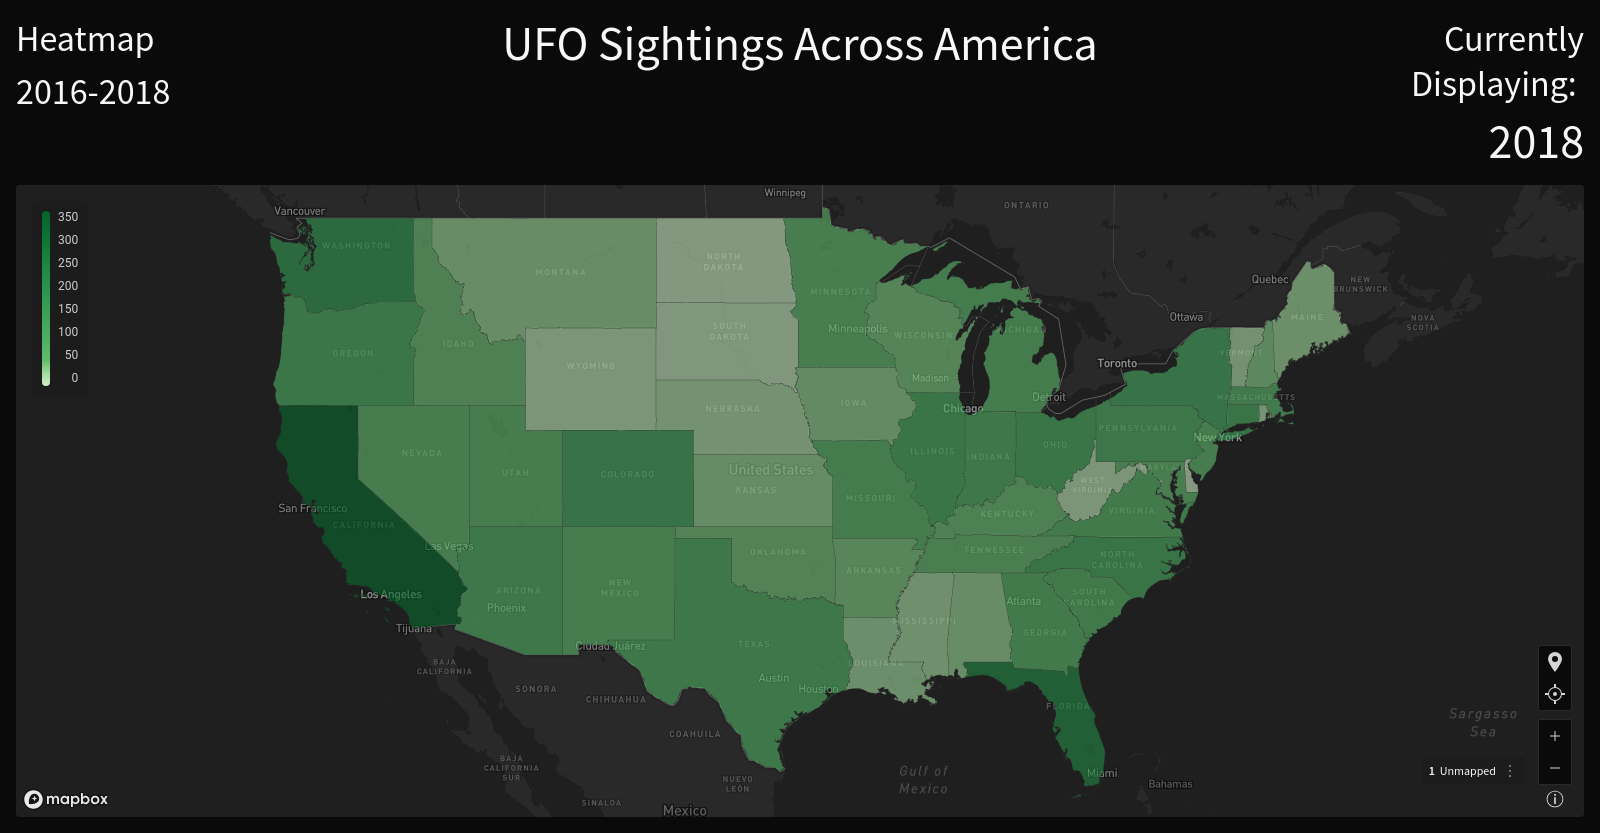 Heatmap
2016-2018
UFO Sightings Across America
Currently
Displaying:
2018
350
300
250
200
150
100
50
0
Vancouver
Winnipeg
ONTARIO
WASHINGTON
MONTANA
NORTH
DAKOTA
MINNESOTA
Quebec
NEW
BRUNSWICK
MAINE
NOVA
SCOTIA
Ottawa
OREGON
IDAHO
SOUTH
DAKOTA
Minneapolis
WISCONSIN
MICHIGAN
Toronto
VERMONT
WYOMING
Madison
Detroit
MASSACHUSETTS
NEBRASKA
IOWA
Chicago
PENNSYLVANIA
New York
NEVADA
UTAH
COLORADO
United States
KANSAS
ILLINOIS
INDIANA
OHIO
MARYLAND
WEST
VIRGINIA
San Francisco
CALIFORNIA
MISSOURI
KENTUCKY
VIRGINIA
Las Vegas
OKLAHOMA
TENNESSEE
NORTH
CAROLINA
Los Angeles
ARIZONA
Phoenix
NEW
MEXICO
ARKANSAS
SOUTH
CAROLINA
Atlanta
Tijuana
MISSISSIPPI
GEORGIA
Ciudad Juárez
TEXAS
BAJA
CALIFORNIA
LOUISIANA
SONORA
CHIHUAHUA
Austin
Houston
FLORIDA
Sargasso
Sea
COAHUILA
BAJA
CALIFORNIA
SUR
NUEVO
LEÓN
Gulf of
Mexico
Miami
Bahamas
1 Unmapped
mapbox
SINALOA
Mexico